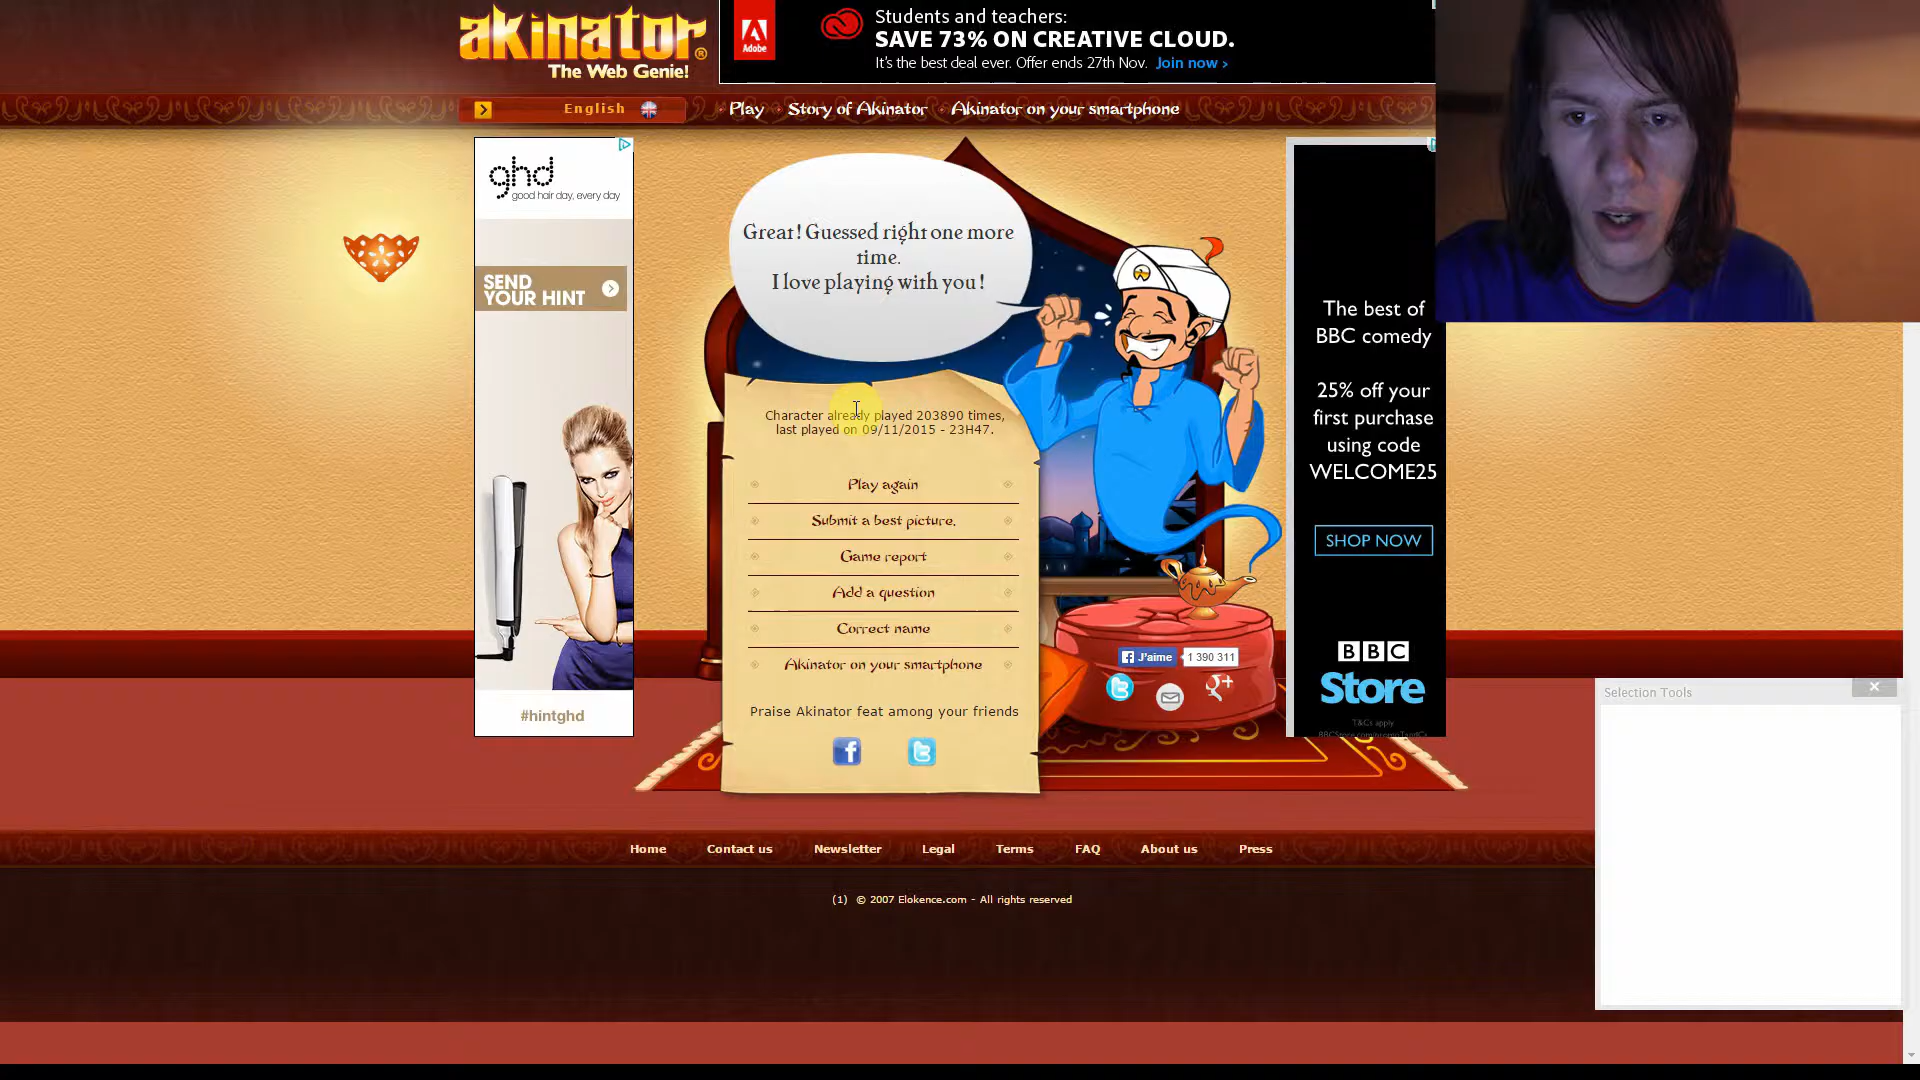 akinator®
The Web Genie!
Adobe
Students and teachers:
SAVE 73% ON CREATIVE CLOUD.
It's the best deal ever. Offer ends 27th Nov. Join now >
English
Play
Story of Akinator
Akinator on your smartphone
ghd
good hair day, every day
SEND
YOUR HINT
#hintghd
Great! Guessed right one more
time.
I love playing with you!
Character already played 203890 times,
last played on 09/11/2015 - 23H47.
Play again
Submit a best picture.
Game report
Add a question
Correct name
Akinator on your smartphone
Praise Akinator feat among your friends
J'aime
1 390 311
The best of
BBC comedy
25% off your
first purchase
using code
WELCOME25
SHOP NOW
BBC
Store
T&Cs apply
Selection Tools
Home
Contact us
Newsletter
Legal
Terms
FAQ
About us
Press
(1) © 2007 Elokence.com - All rights reserved